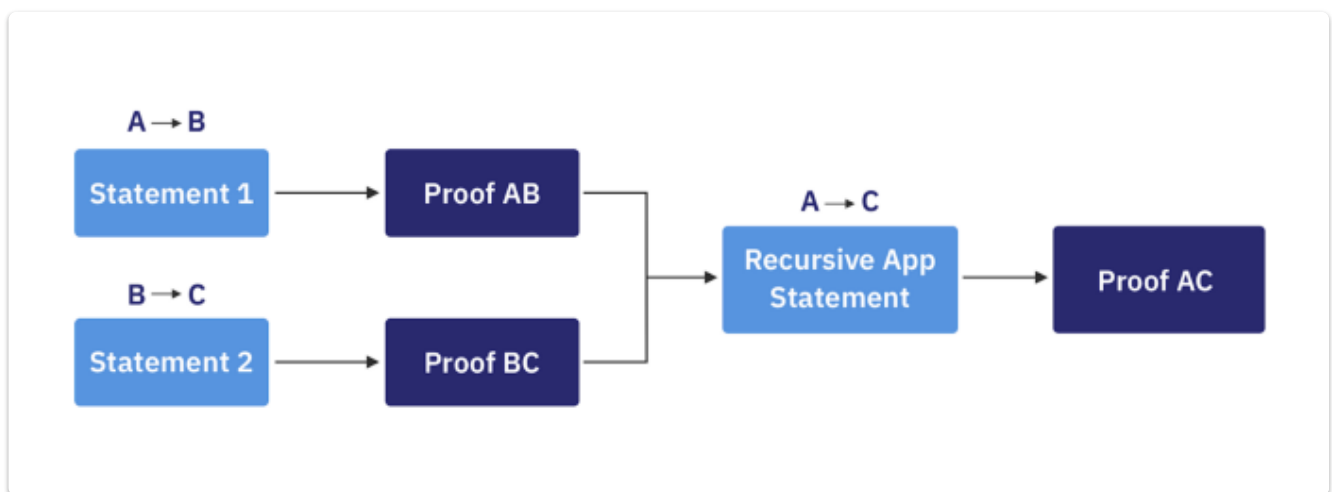 A → B
Statement 1
Proof AB
B → C
Statement 2
Proof BC
A → C
Recursive App
Statement
Proof AC